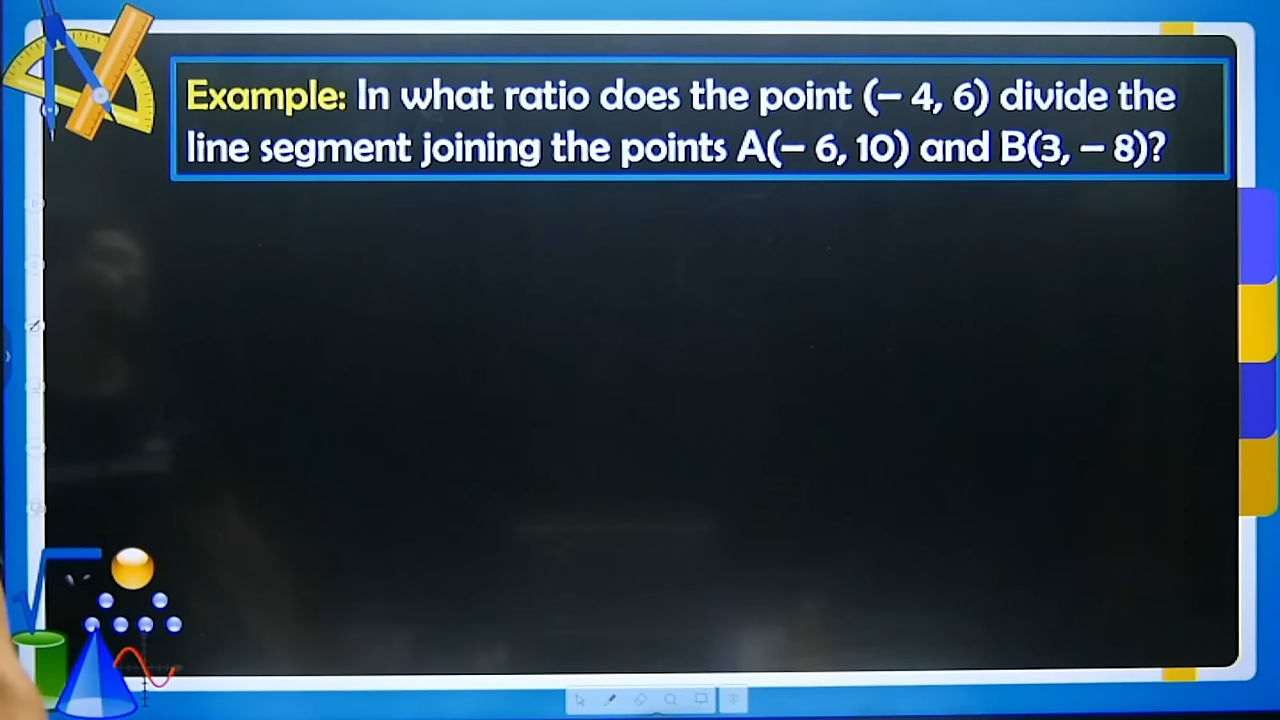 Example: In what ratio does the point (– 4, 6) divide the
line segment joining the points A(– 6, 10) and B(3, – 8)?